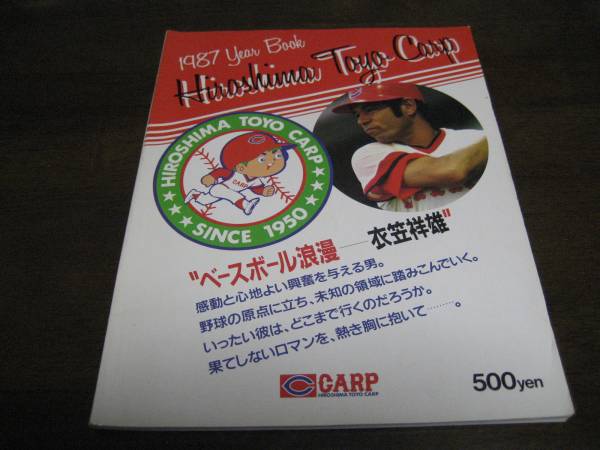 1987 Year Book
Hiroshima Toyo Carp
HIROSHIMA TOYO CARP
CARP
SINCE 1950
"ベースボール浪漫――衣笠祥雄"
感動と心地よい興奮を与える男。
野球の原点に立ち、未知の領域に踏みこんでいく。
いったい彼は、どこまで行くのだろうか。
果てしないロマンを、熱き胸に抱いて………。
C CARP
HIROSHIMA TOYO CARP
500yen